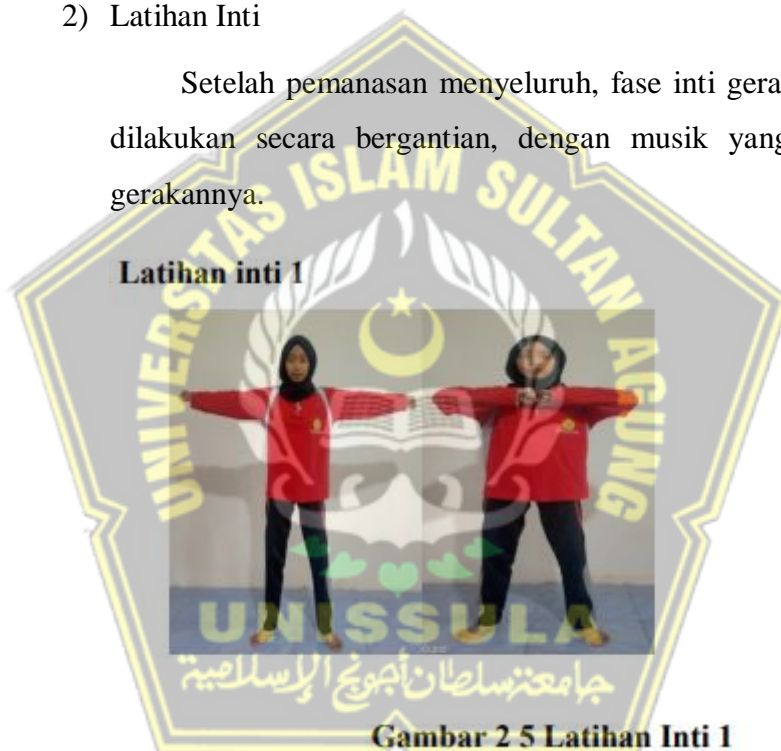 2) Latihan Inti
Setelah pemanasan menyeluruh, fase inti gera
dilakukan secara bergantian, dengan musik yang
gerakannya.
UNIVERSITAS ISLAM SULTAN AGUNG
Latihan inti 1
UNISSULA
جامعة سلطان أجونج الإسلامية
Gambar 2 5 Latihan Inti 1